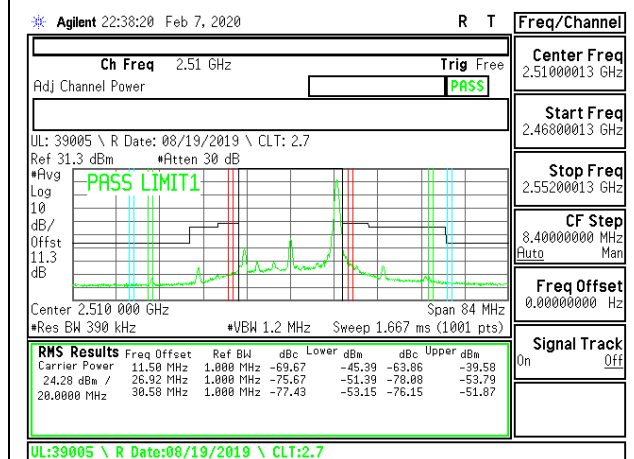 Agilent 22:38:20 Feb 7, 2020 R T
Freq/Channel
Ch Freq 2.51 GHz Trig Free
Adj Channel Power PASS
UL: 39005 \ R Date: 08/19/2019 \ CLT: 2.7
Ref 31.3 dBm #Atten 30 dB
#Avg
Log
10
dB/
Offst
11.3
dB
PASS LIMIT1
Center 2.510 000 GHz Span 84 MHz
#Res BW 390 kHz #VBW 1.2 MHz Sweep 1.667 ms (1001 pts)
RMS Results Freq Offset Ref BW dBc Lower dBm dBc Upper dBm
Carrier Power 11.50 MHz 1.000 MHz -69.67 -45.39 -63.86 -39.58
24.28 dBm / 26.92 MHz 1.000 MHz -75.67 -51.39 -78.08 -53.79
20.0000 MHz 30.58 MHz 1.000 MHz -77.43 -53.15 -76.15 -51.87
UL:39005 \ R Date:08/19/2019 \ CLT:2.7
Center Freq
2.51000013 GHz
Start Freq
2.46800013 GHz
Stop Freq
2.55200013 GHz
CF Step
8.40000000 MHz
Auto Man
Freq Offset
0.00000000 Hz
Signal Track
On Off